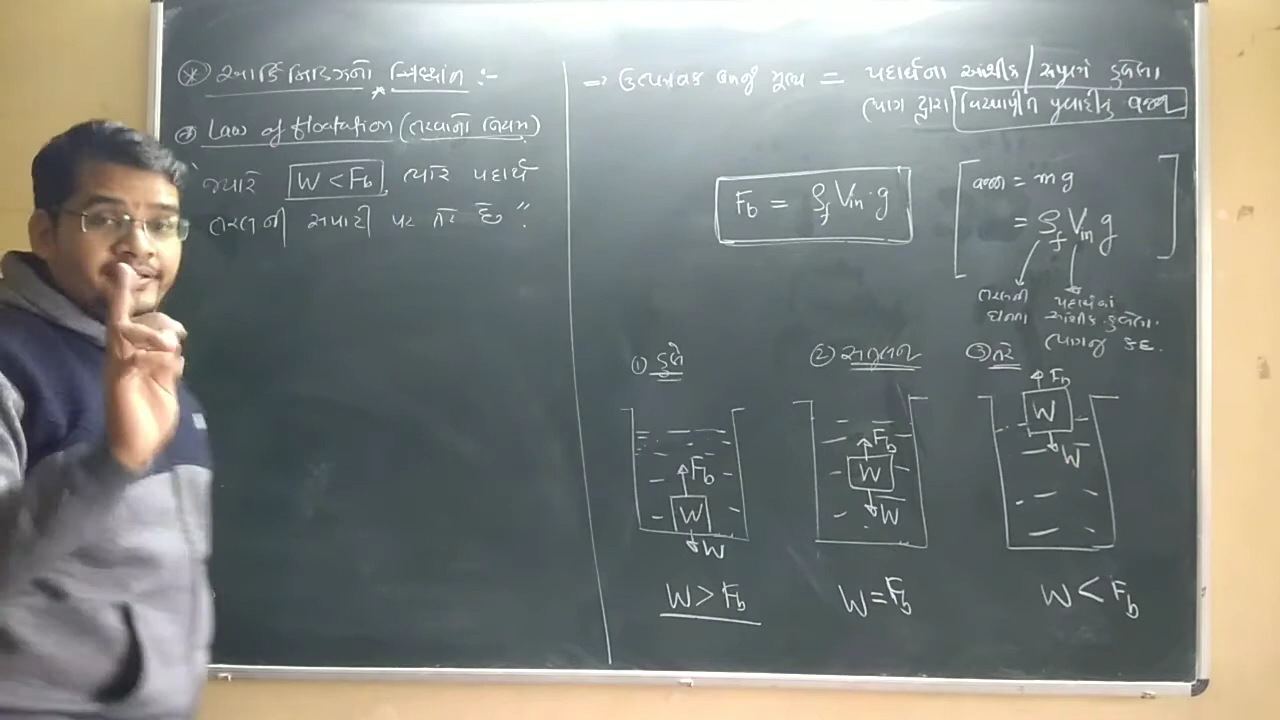 આર્કિમિડિઝનો સિધ્ધાંત :-
Law of floatation (તરવાનો નિયમ)
" જ્યારે W < Fb, ત્યારે પદાર્થ
તરલની સપાટી પર તરે છે "
⇒ ઉત્પ્લાવક બળનું મૂલ્ય = પદાર્થના આંશીક / સંપૂર્ણ ડુબેલા
ભાગ દ્વારા વિસ્થાપીત પ્રવાહીનું વજન
Fb = ρf Vin · g
વજન = mg
= ρf Vin g
તરલની ઘનતા
પદાર્થનાં
આંશીક ડુબેલા
ભાગનું કદ.
① ડુબે
② સંતુલન
③ તરે
Fb
W
W
Fb
W
W
Fb
W
W
W > Fb
W = Fb
W < Fb